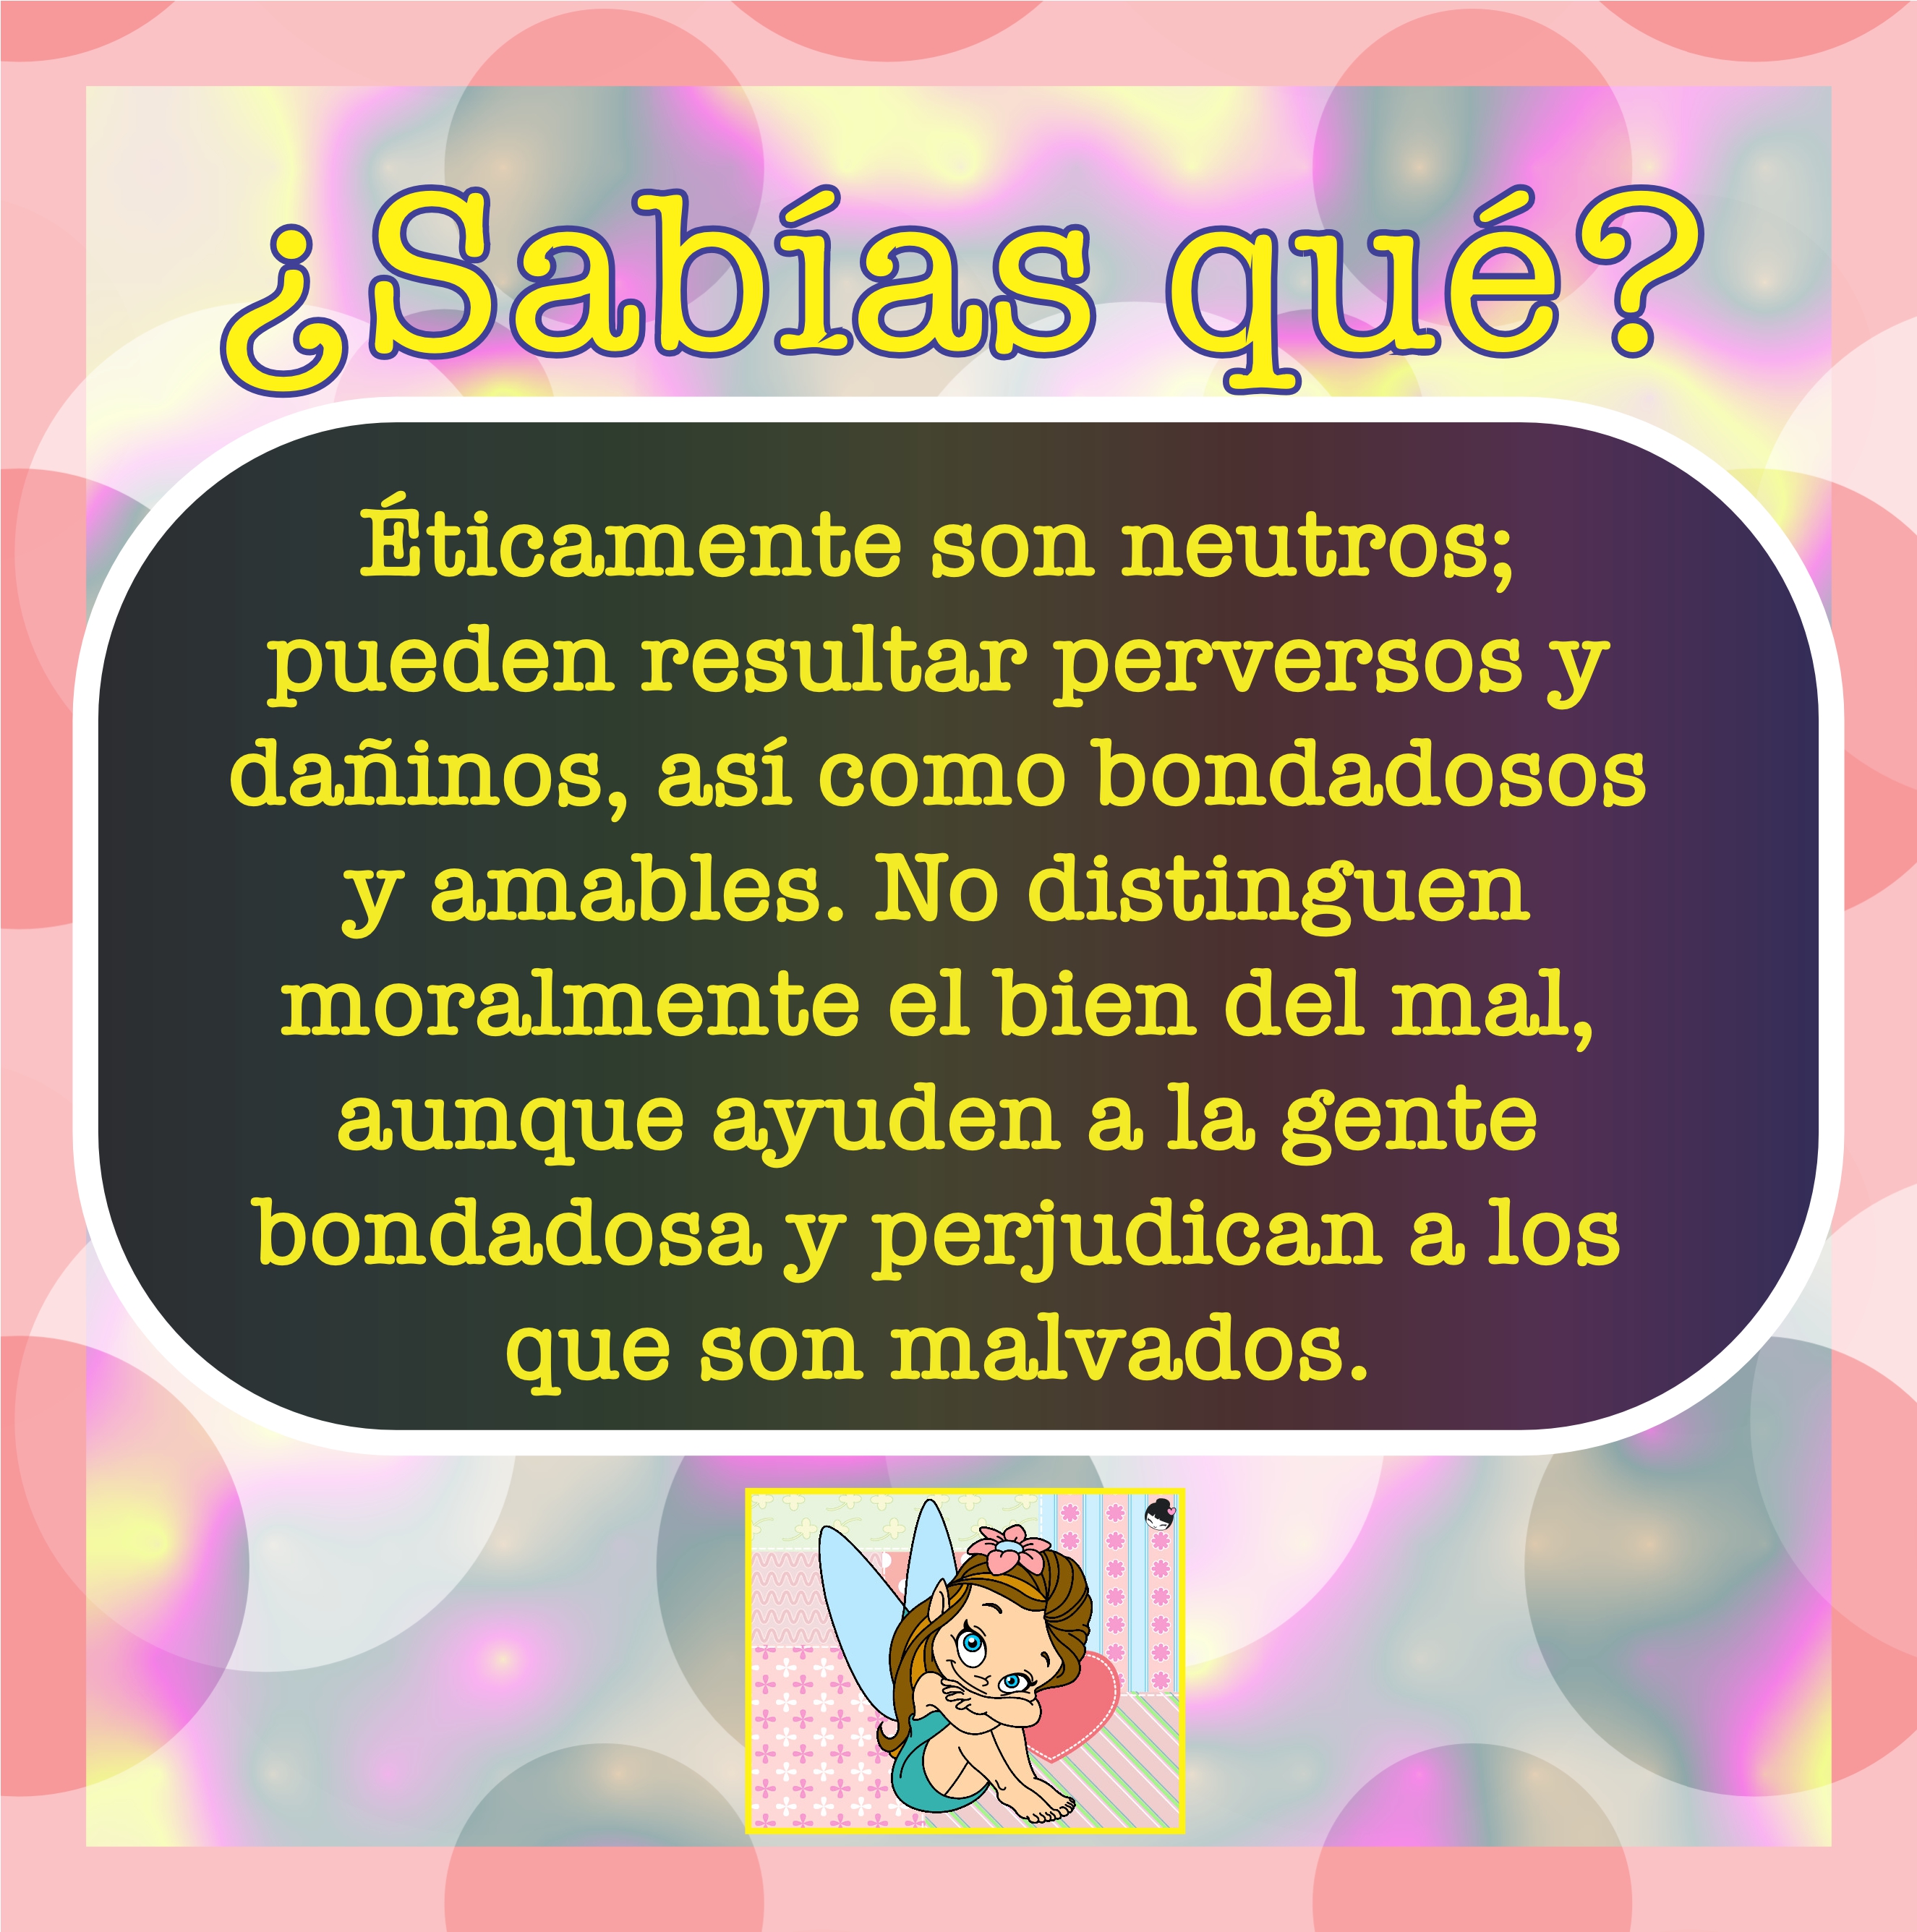 ¿Sabías qué?
Éticamente son neutros;
pueden resultar perversos y
dañinos, así como bondadosos
y amables. No distinguen
moralmente el bien del mal,
aunque ayuden a la gente
bondadosa y perjudican a los
que son malvados.